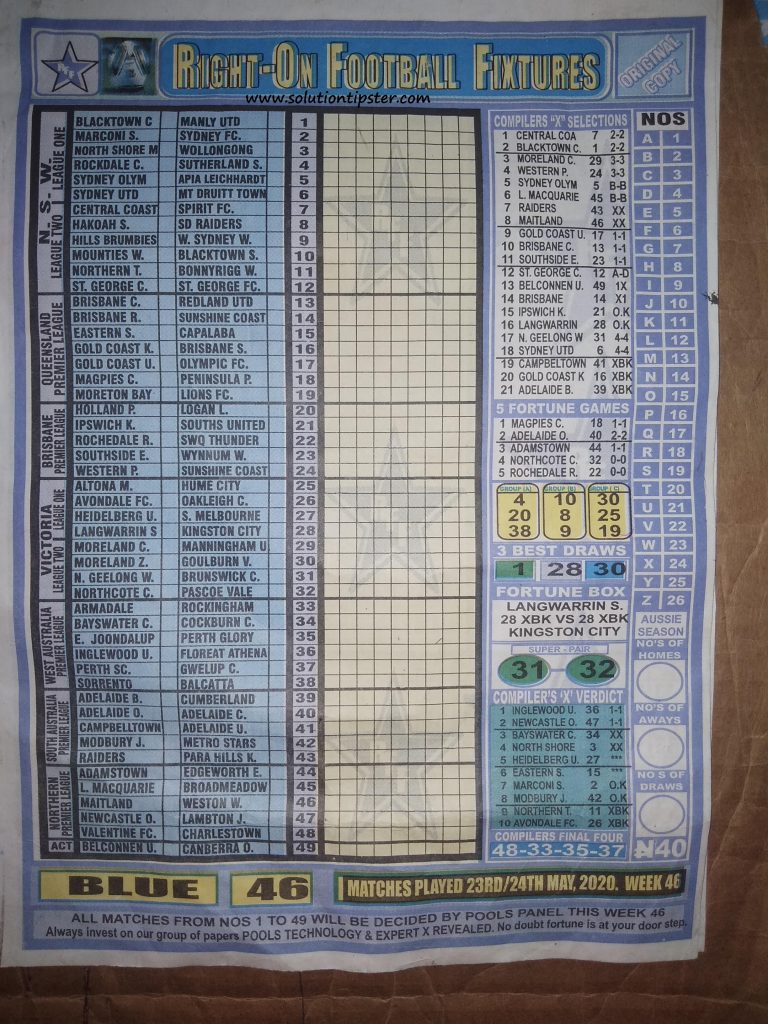 RIGHT-ON FOOTBALL FIXTURES
ORIGINAL COPY
www.solutiontipster.com
N. S. W.
LEAGUE ONE
BLACKTOWN C MANLY UTD 1
MARCONI S. SYDNEY FC. 2
NORTH SHORE M WOLLONGONG 3
ROCKDALE C. SUTHERLAND S. 4
SYDNEY OLYM APIA LEICHHARDT 5
SYDNEY UTD MT DRUITT TOWN 6
LEAGUE TWO
CENTRAL COAST SPIRIT FC. 7
HAKOAH S. SD RAIDERS 8
HILLS BRUMBIES W. SYDNEY W. 9
MOUNTIES W. BLACKTOWN S. 10
NORTHERN T. BONNYRIGG W. 11
ST. GEORGE C. ST. GEORGE FC. 12
QUEENSLAND PREMIER LEAGUE
BRISBANE C. REDLAND UTD 13
BRISBANE R. SUNSHINE COAST 14
EASTERN S. CAPALABA 15
GOLD COAST K. BRISBANE S. 16
GOLD COAST U. OLYMPIC FC. 17
MAGPIES C. PENINSULA P. 18
MORETON BAY LIONS FC. 19
BRISBANE PREMIER LEAGUE
HOLLAND P. LOGAN L. 20
IPSWICH K. SOUTHS UNITED 21
ROCHEDALE R. SWQ THUNDER 22
SOUTHSIDE E. WYNNUM W. 23
WESTERN P. SUNSHINE COAST 24
VICTORIA
LEAGUE ONE
ALTONA M. HUME CITY 25
AVONDALE FC. OAKLEIGH C. 26
HEIDELBERG U. S. MELBOURNE 27
LEAGUE TWO
LANGWARRIN S KINGSTON CITY 28
MORELAND C. MANNINGHAM U. 29
MORELAND Z. GOULBURN V. 30
N. GEELONG W. BRUNSWICK C. 31
NORTHCOTE C. PASCOE VALE 32
WEST AUSTRALIA PREMIER LEAGUE
ARMADALE ROCKINGHAM 33
BAYSWATER C. COCKBURN C. 34
E. JOONDALUP PERTH GLORY 35
INGLEWOOD U. FLOREAT ATHENA 36
PERTH SC. GWELUP C. 37
SORRENTO BALCATTA 38
SOUTH AUSTRALIA PREMIER LEAGUE
ADELAIDE B. CUMBERLAND 39
ADELAIDE O. ADELAIDE C. 40
CAMPBELLTOWN ADELAIDE U. 41
MODBURY J. METRO STARS 42
RAIDERS PARA HILLS K. 43
NORTHERN PREMIER LEAGUE
ADAMSTOWN EDGEWORTH E. 44
L. MACQUARIE BROADMEADOW 45
MAITLAND WESTON W. 46
NEWCASTLE O. LAMBTON J. 47
VALENTINE FC. CHARLESTOWN 48
ACT BELCONNEN U. CANBERRA O. 49
COMPILERS "X" SELECTIONS
1 CENTRAL COA 7 2-2
2 BLACKTOWN C. 1 2-2
3 MORELAND C. 29 3-3
4 WESTERN P. 24 3-3
5 SYDNEY OLYM 5 B-B
6 L. MACQUARIE 45 B-B
7 RAIDERS 43 XX
8 MAITLAND 46 XX
9 GOLD COAST U. 17 1-1
10 BRISBANE C. 13 1-1
11 SOUTHSIDE E. 23 1-1
12 ST. GEORGE C. 12 A-D
13 BELCONNEN U. 49 1X
14 BRISBANE 14 X1
15 IPSWICH K. 21 O.K
16 LANGWARRIN 28 O.K
17 N. GEELONG W 31 4-4
18 SYDNEY UTD 6 4-4
19 CAMPBELTOWN 41 XBK
20 GOLD COAST K 16 XBK
21 ADELAIDE B. 39 XBK
5 FORTUNE GAMES
1 MAGPIES C. 18 1-1
2 ADELAIDE O. 40 2-2
3 ADAMSTOWN 44 1-1
4 NORTHCOTE C. 32 0-0
5 ROCHEDALE R. 22 0-0
GROUP (A) GROUP (B) GROUP (C)
4 10 30
20 8 25
38 9 19
3 BEST DRAWS
1 28 30
FORTUNE BOX
LANGWARRIN S.
28 XBK VS 28 XBK
KINGSTON CITY
SUPER - PAIR
31 32
COMPILER'S 'X' VERDICT
1 INGLEWOOD U. 36 1-1
2 NEWCASTLE O. 47 1-1
3 BAYSWATER C. 34 XX
4 NORTH SHORE 3 XX
5 HEIDELBERG U. 27 ***
6 EASTERN S. 15 ***
7 MARCONI S. 2 O.K
8 MODBURY J. 42 O.K
9 NORTHERN T. 11 XBK
10 AVONDALE FC. 26 XBK
COMPILERS FINAL FOUR
48-33-35-37
NOS
A 1
B 2
C 3
D 4
E 5
F 6
G 7
H 8
I 9
J 10
K 11
L 12
M 13
N 14
O 15
P 16
Q 17
R 18
S 19
T 20
U 21
V 22
W 23
X 24
Y 25
Z 26
AUSSIE SEASON
NO'S OF HOMES
NO'S OF AWAYS
NO S OF DRAWS
₦40
BLUE 46 MATCHES PLAYED 23RD/24TH MAY, 2020. WEEK 46
ALL MATCHES FROM NOS 1 TO 49 WILL BE DECIDED BY POOLS PANEL THIS WEEK 46
Always invest on our group of papers POOLS TECHNOLOGY & EXPERT X REVEALED. No doubt fortune is at your door step.